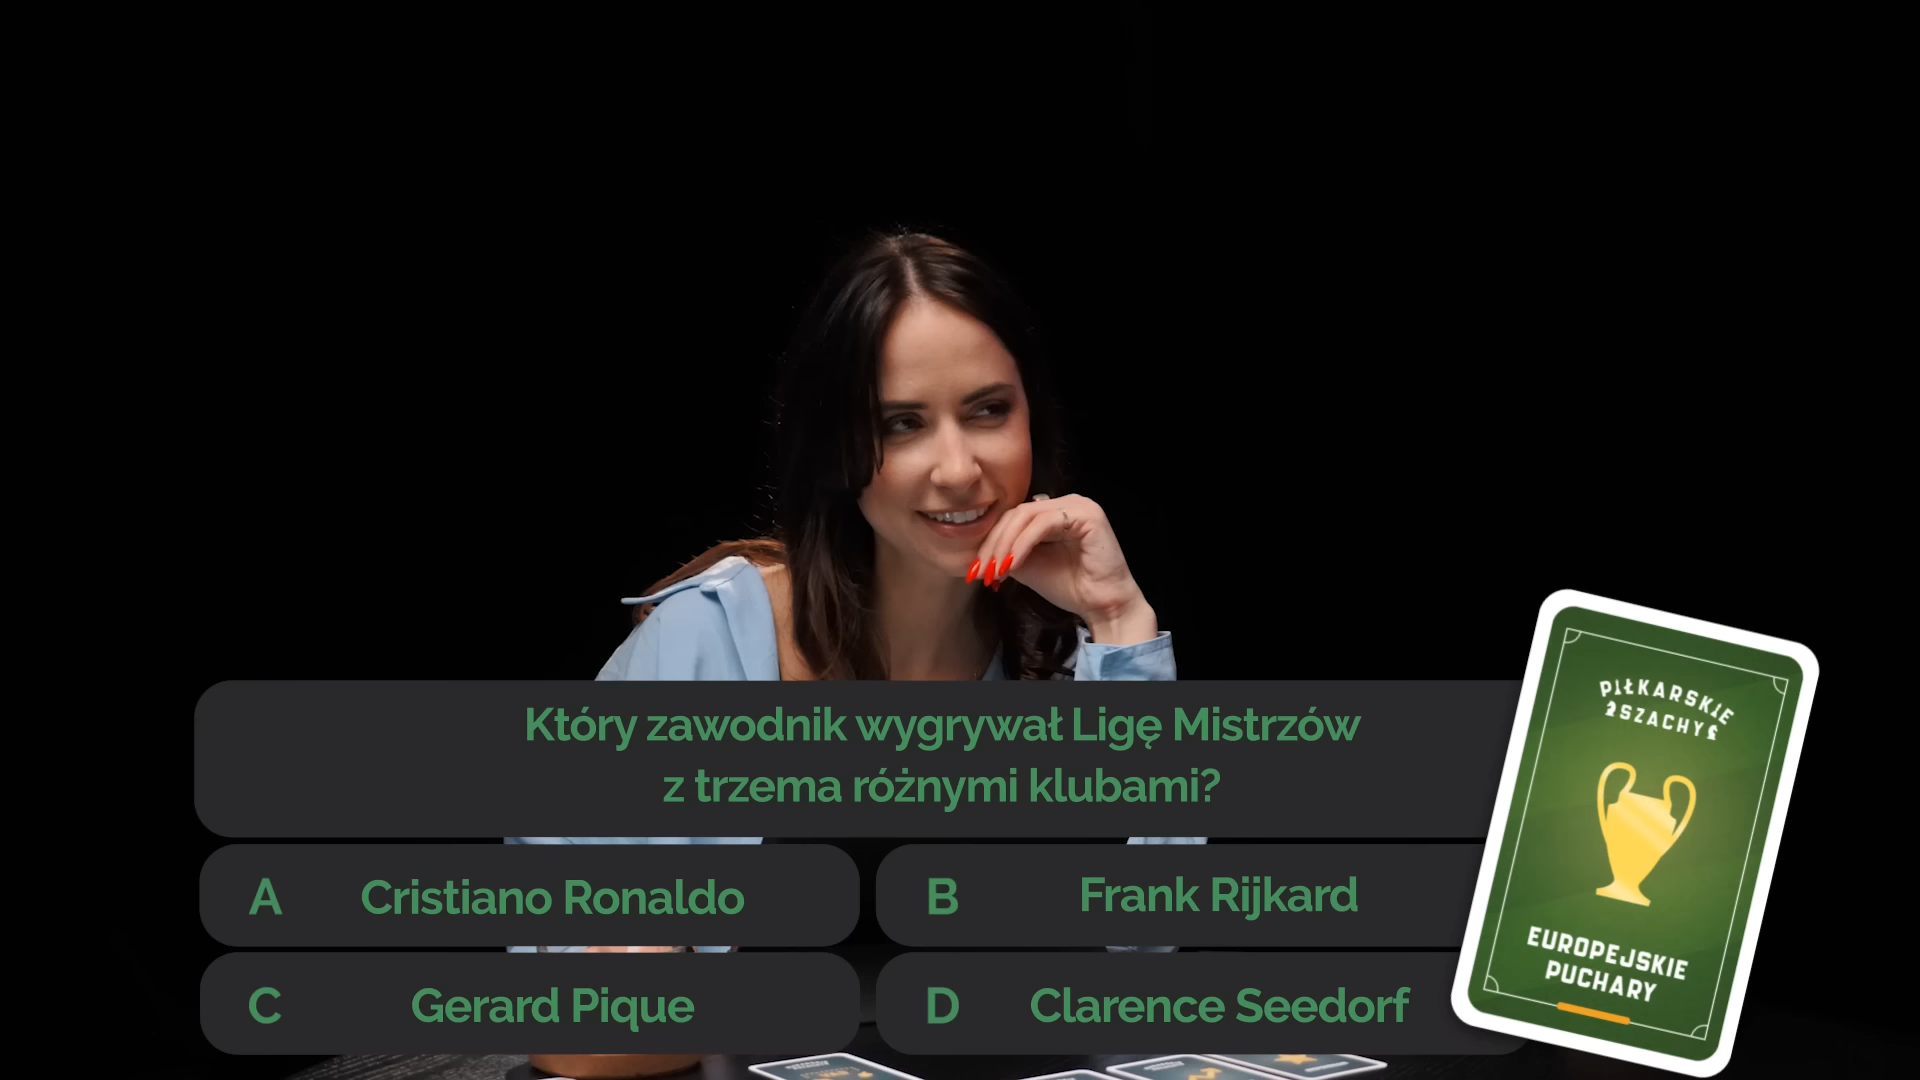 Który zawodnik wygrywał Ligę Mistrzów
z trzema różnymi klubami?
A Cristiano Ronaldo
B Frank Rijkard
C Gerard Pique
D Clarence Seedorf
PIŁKARSKIE
SZACHY
EUROPEJSKIE
PUCHARY